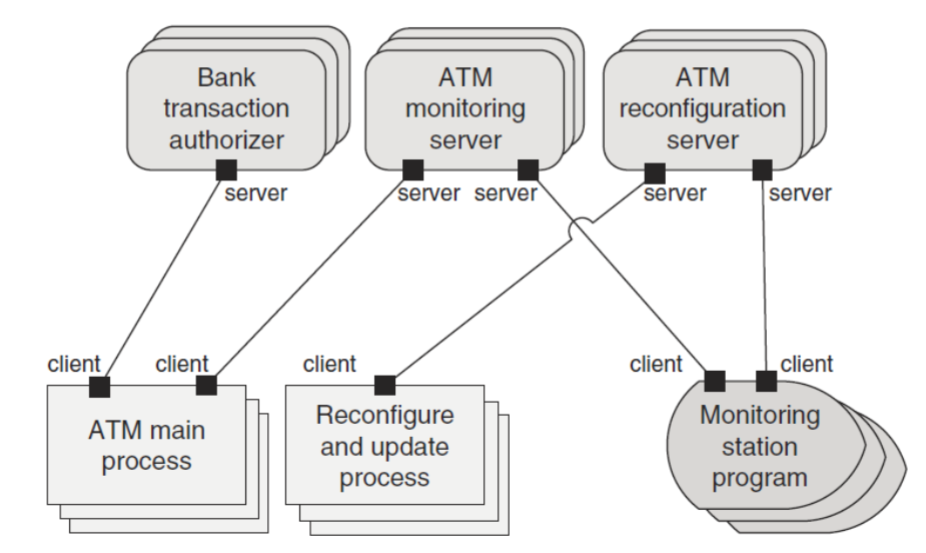 Bank
transaction
authorizer
ATM
monitoring
server
ATM
reconfiguration
server
server
server
server
server
server
client
client
client
client
client
ATM main
process
Reconfigure
and update
process
Monitoring
station
program